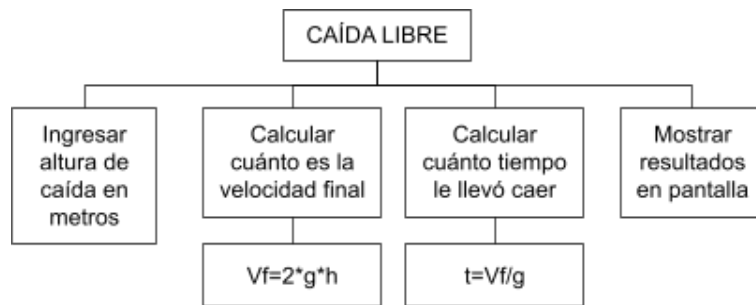 CAÍDA LIBRE
Ingresar
altura de
caída en
metros
Calcular
cuánto es la
velocidad final
Calcular
cuánto tiempo
le llevó caer
Mostrar
resultados
en pantalla
Vf=2*g*h
t=Vf/g